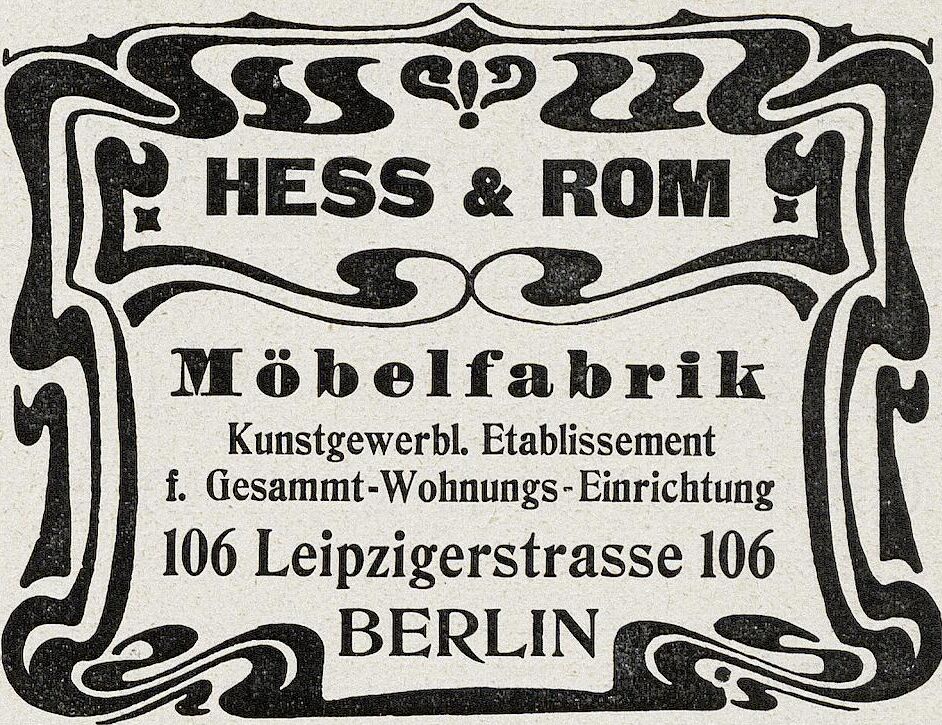 HESS & ROM
Möbelfabrik
Kunstgewerbl. Etablissement
f. Gesammt-Wohnungs-Einrichtung
106 Leipzigerstrasse 106
BERLIN